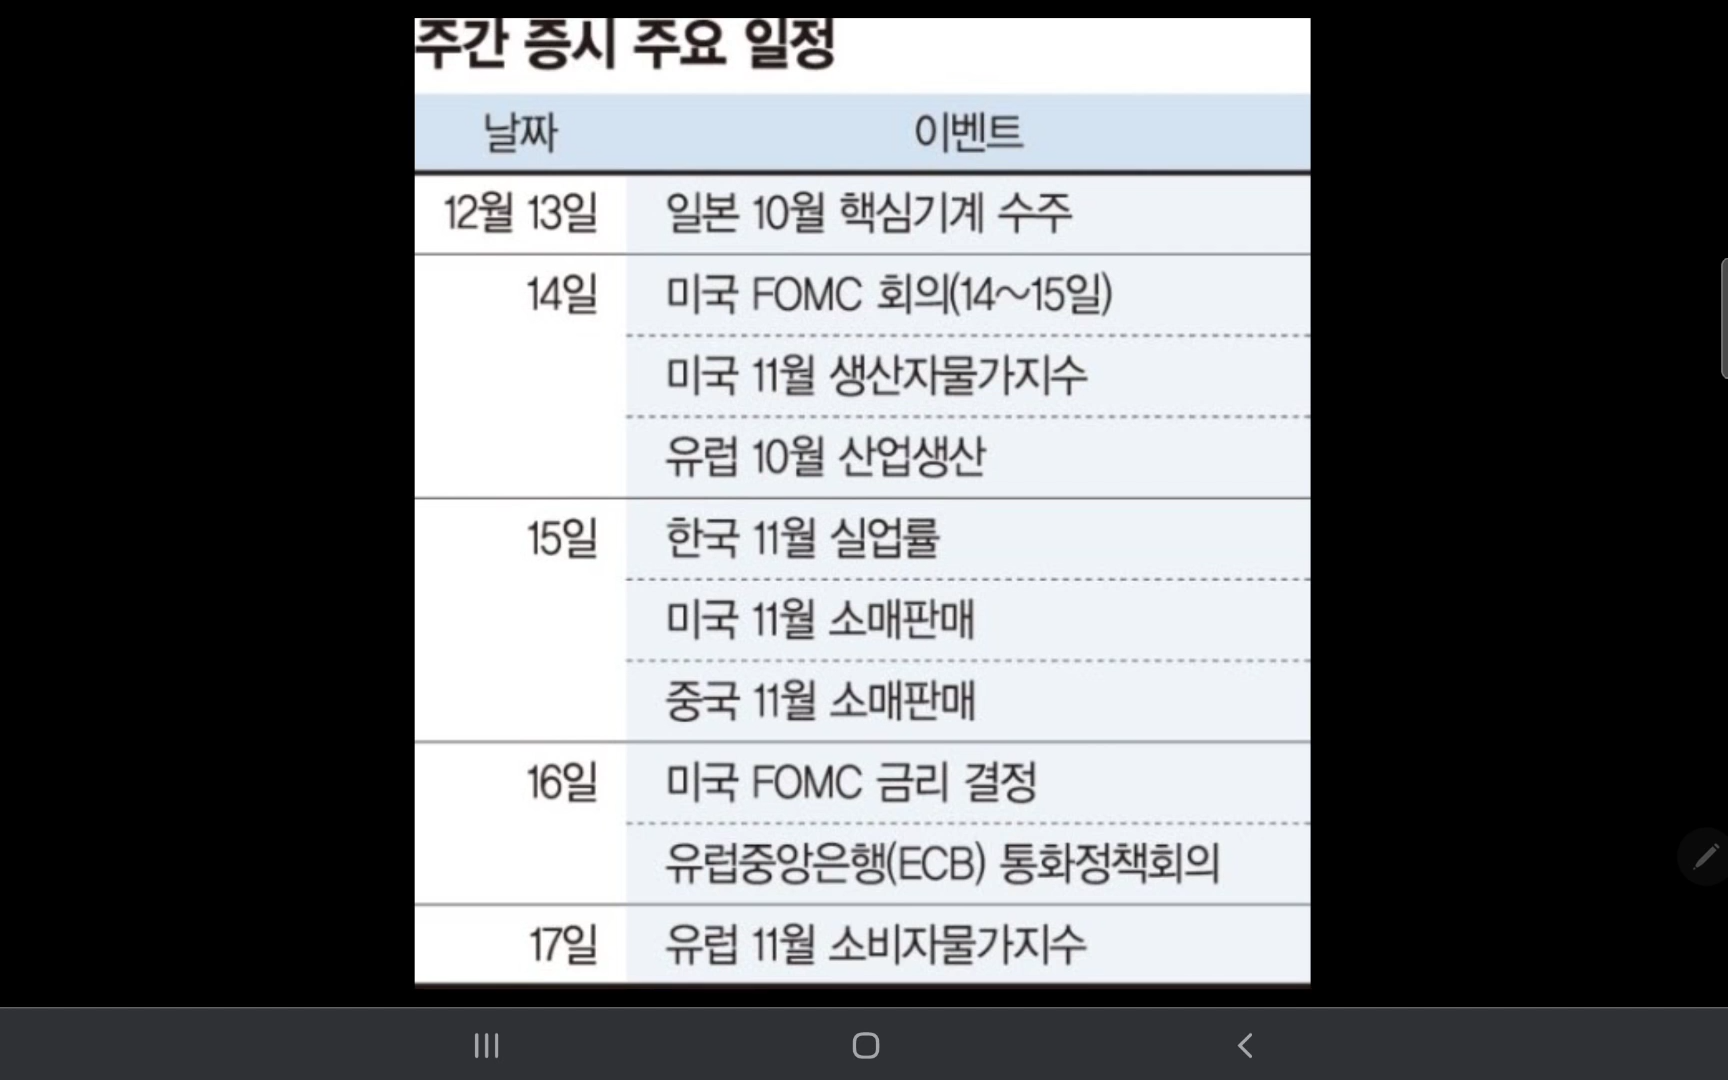 주간 증시 주요 일정
날짜 이벤트
12월 13일 일본 10월 핵심기계 수주
14일 미국 FOMC 회의(14~15일)
미국 11월 생산자물가지수
유럽 10월 산업생산
15일 한국 11월 실업률
미국 11월 소매판매
중국 11월 소매판매
16일 미국 FOMC 금리 결정
유럽중앙은행(ECB) 통화정책회의
17일 유럽 11월 소비자물가지수